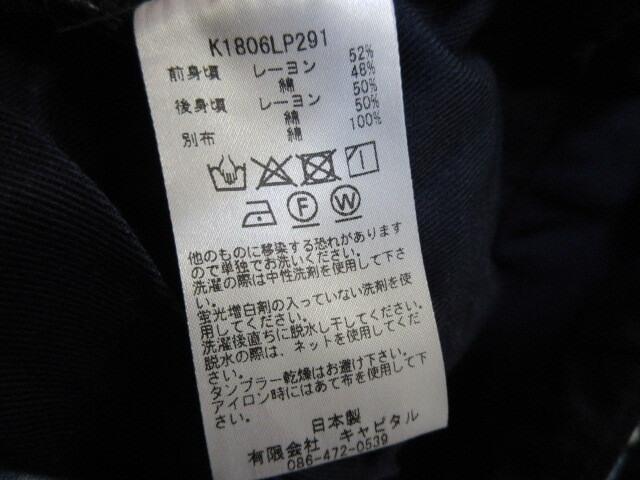 K1806LP291
前身頃 レーヨン 52%
綿 48%
後身頃 レーヨン 50%
綿 50%
別布 綿 100%
F W
他のものに移染する恐れがあります
ので単独でお洗いください。
洗濯の際は中性洗剤を使用して下さ
い。
蛍光増白剤の入っていない洗剤を使
用してください。
洗濯後直ちに脱水し干してください。
脱水の際は、ネットを使用してくだ
さい。
タンブラー乾燥はお避け下さい。
アイロン時にはあて布を使用して下
さい。
日本製
有限会社 キャピタル
086-472-0539